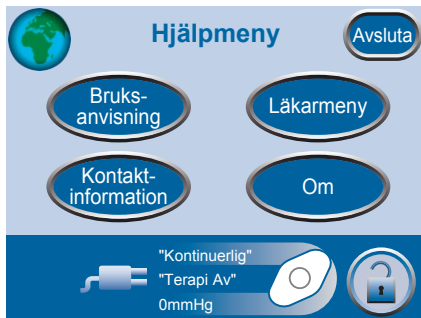 Hjälpmeny
Avsluta
Bruks-
anvisning
Läkarmeny
Kontakt-
information
Om
"Kontinuerlig"
"Terapi Av"
0mmHg